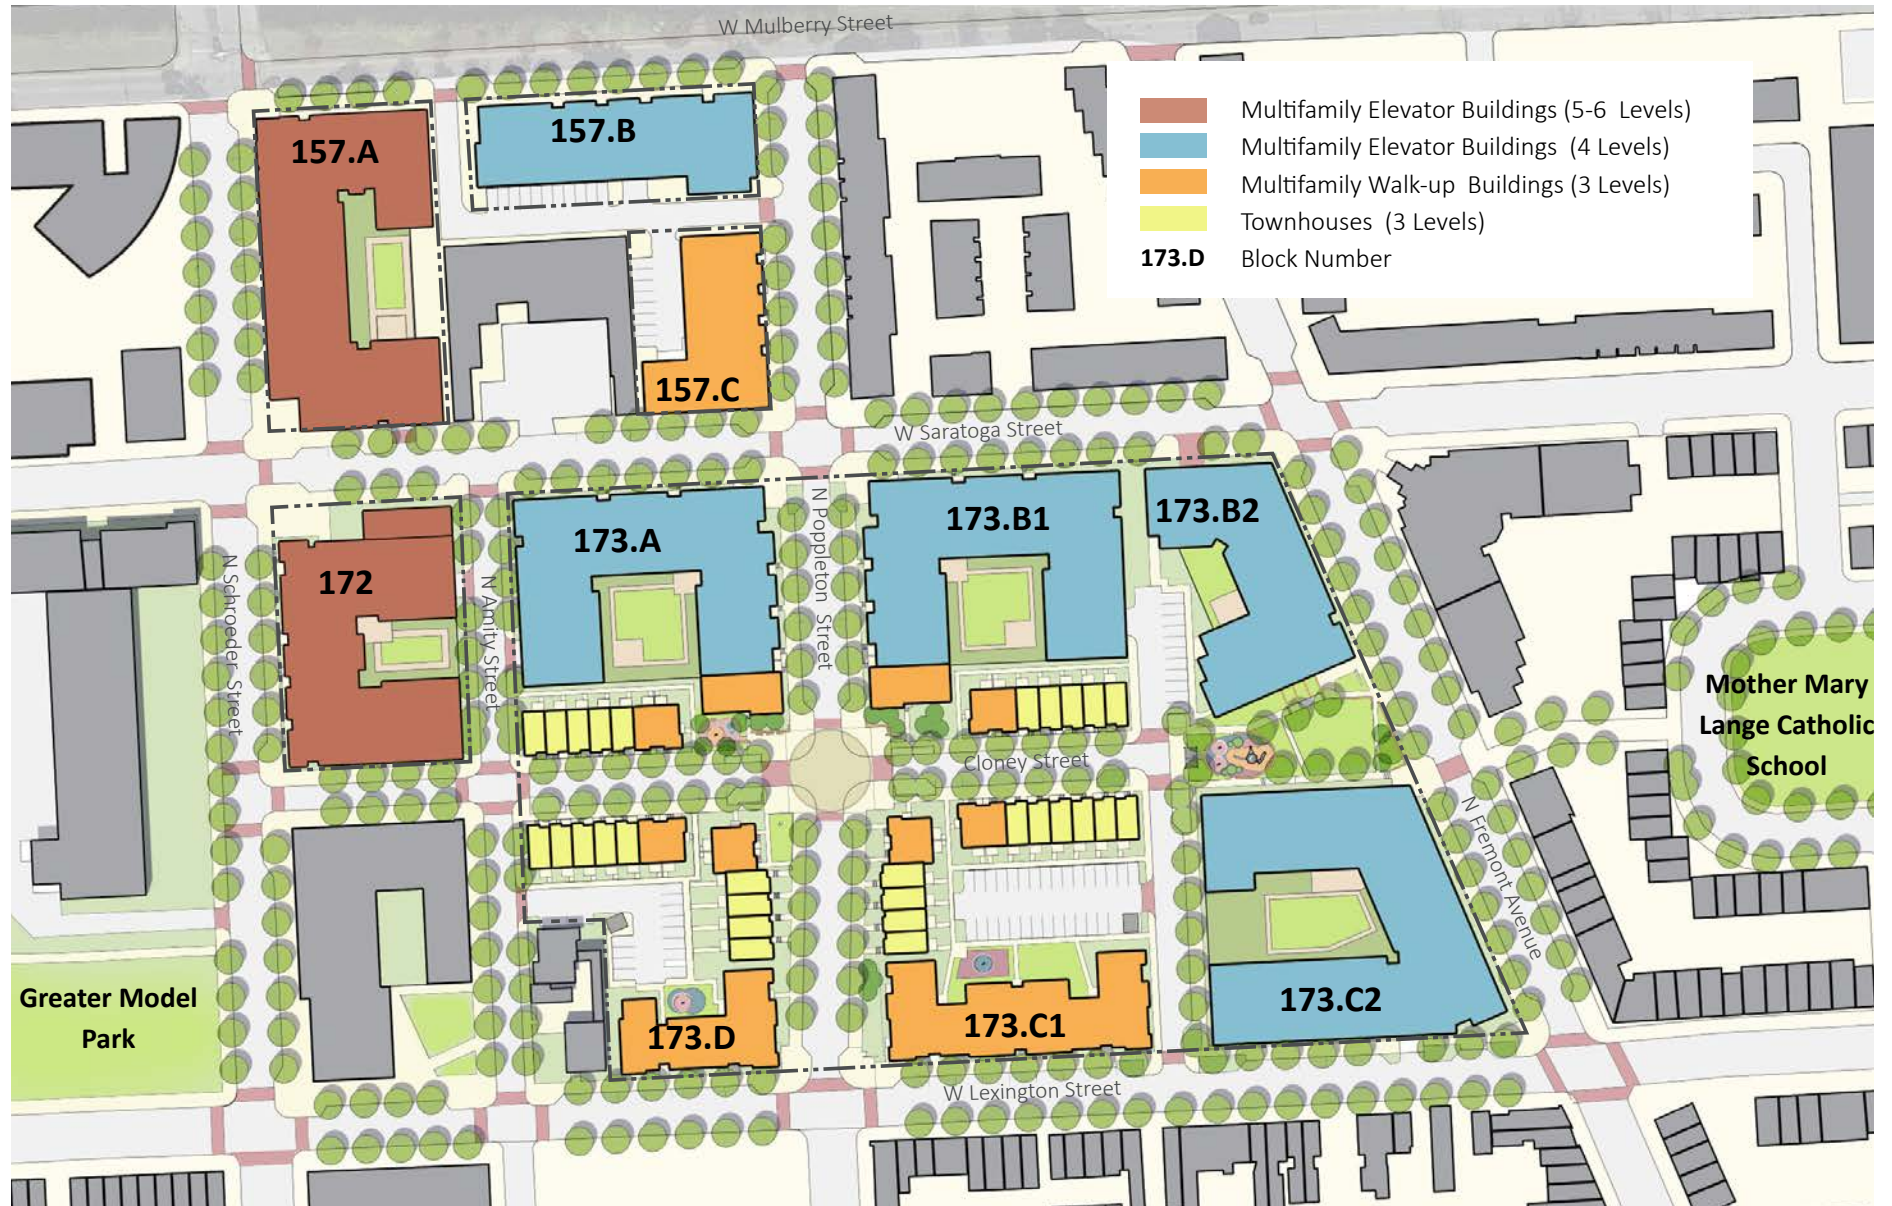 W Mulberry Street
157.A
157.B
157.C
Multifamily Elevator Buildings (5-6 Levels)
Multifamily Elevator Buildings (4 Levels)
Multifamily Walk-up Buildings (3 Levels)
Townhouses (3 Levels)
173.D Block Number
W Saratoga Street
172
173.A
173.B1
173.B2
N Schroeder Street
N Amity Street
N Poppleton Street
Mother Mary
Lange Catholic
School
Cloney Street
N Fremont Avenue
Greater Model
Park
173.D
173.C1
173.C2
W Lexington Street